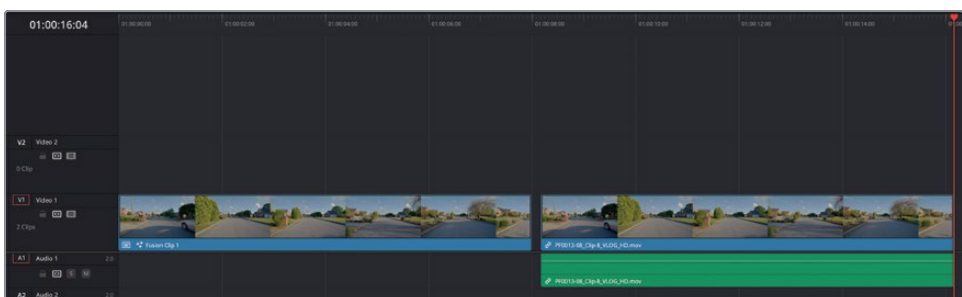 01:00:16:04
01:00:00:00 01:00:02:00 01:00:04:00 01:00:06:00 01:00:08:00 01:00:10:00 01:00:12:00 01:00:14:00
V2 Video 2
0 Clip
V1 Video 1
2 Clips
Fusion Clip 1
PF0013-08_Clip-8_VLOG_HD.mov
A1 Audio 1 2.0
S M
PF0013-08_Clip-8_VLOG_HD.mov
A2 Audio 2 2.0